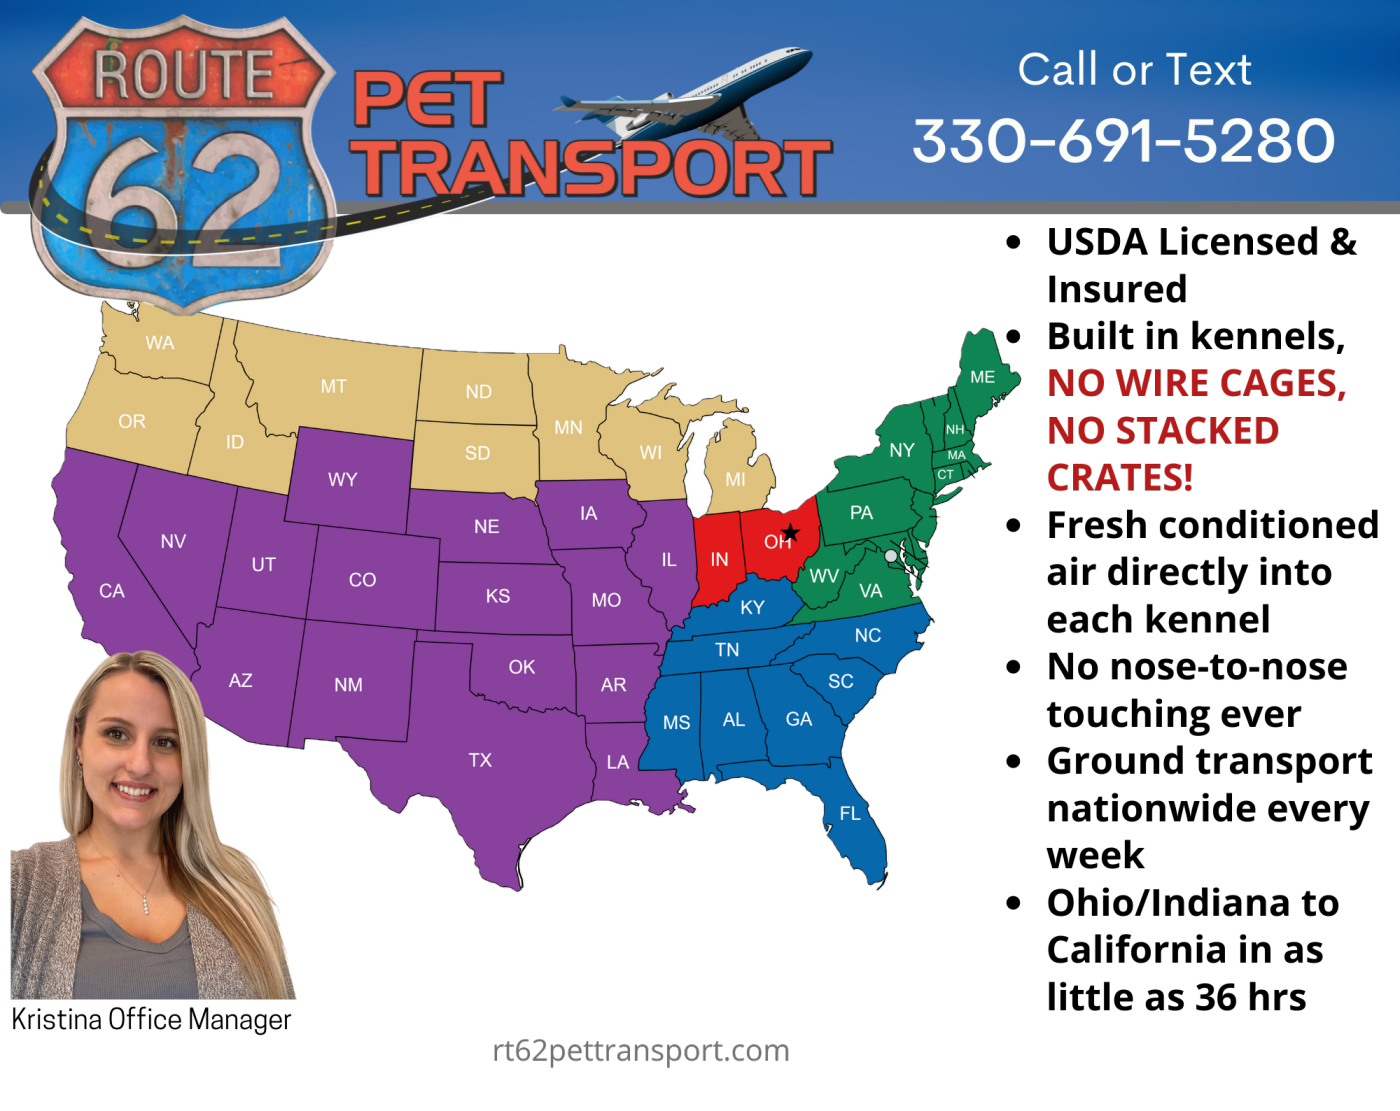 ROUTE
62
PET
TRANSPORT
Call or Text
330-691-5280
• USDA Licensed &
Insured
• Built in kennels,
NO WIRE CAGES,
NO STACKED
CRATES!
• Fresh conditioned
air directly into
each kennel
• No nose-to-nose
touching ever
• Ground transport
nationwide every
week
• Ohio/Indiana to
California in as
little as 36 hrs
WA
MT
ND
MN
OR
ID
SD
WI
MI
ME
NH
NY
MA
CT
WY
NE
IA
IL
IN
OH
PA
NV
UT
CO
KS
MO
WV
VA
CA
KY
NC
TN
AZ
NM
OK
AR
SC
MS
AL
GA
TX
LA
FL
Kristina Office Manager
rt62pettransport.com